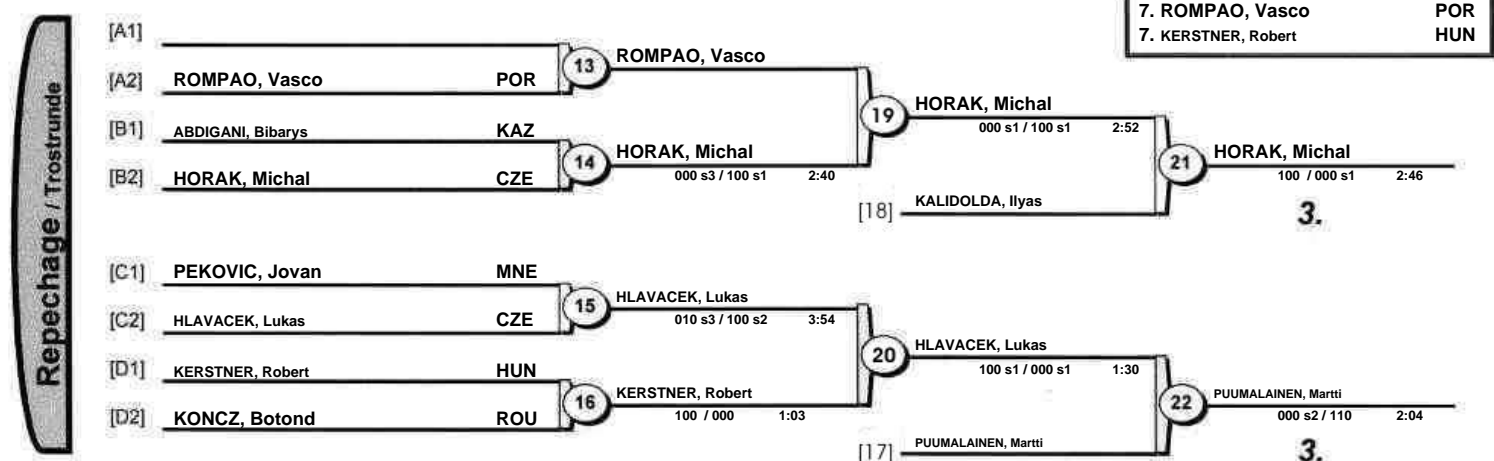 7. ROMPAO, Vasco POR
7. KERSTNER, Robert HUN
Repechage / Trostrunde
[A1]
[A2] ROMPAO, Vasco POR
13 ROMPAO, Vasco
[B1] ABDIGANI, Bibarys KAZ
[B2] HORAK, Michal CZE
14 HORAK, Michal
000 s3 / 100 s1 2:40
19 HORAK, Michal
000 s1 / 100 s1 2:52
[18] KALIDOLDA, Ilyas
21 HORAK, Michal
100 / 000 s1 2:46
3.
[C1] PEKOVIC, Jovan MNE
[C2] HLAVACEK, Lukas CZE
15 HLAVACEK, Lukas
010 s3 / 100 s2 3:54
[D1] KERSTNER, Robert HUN
[D2] KONCZ, Botond ROU
16 KERSTNER, Robert
100 / 000 1:03
20 HLAVACEK, Lukas
100 s1 / 000 s1 1:30
[17] PUUMALAINEN, Martti
22 PUUMALAINEN, Martti
000 s2 / 110 2:04
3.